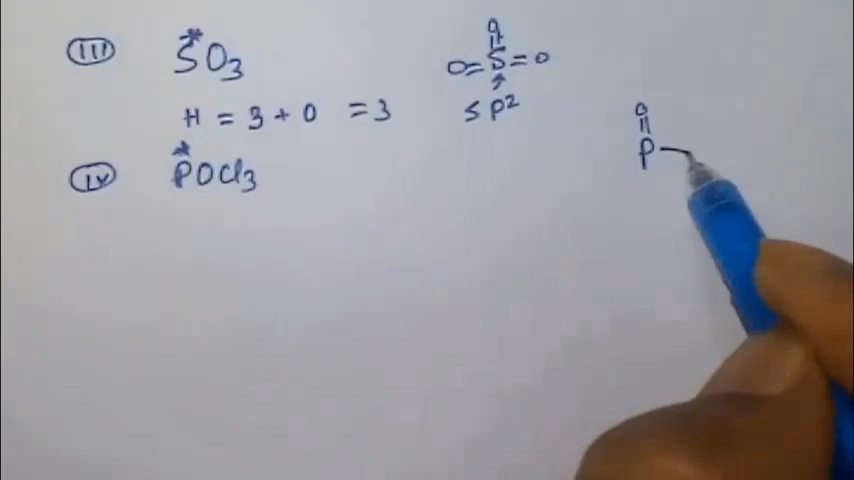 (iii) *SO₃
O
||
O=S=O
↑
H = 3 + 0 = 3 sp²
(iv) *POCl₃
O
||
P—